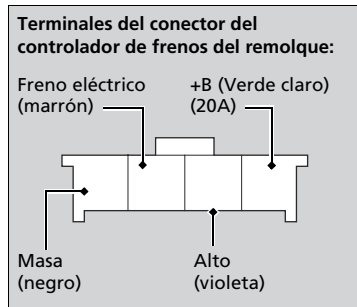 Terminales del conector del
controlador de frenos del remolque:
Freno eléctrico
(marrón)
+B (Verde claro)
(20A)
Masa
(negro)
Alto
(violeta)